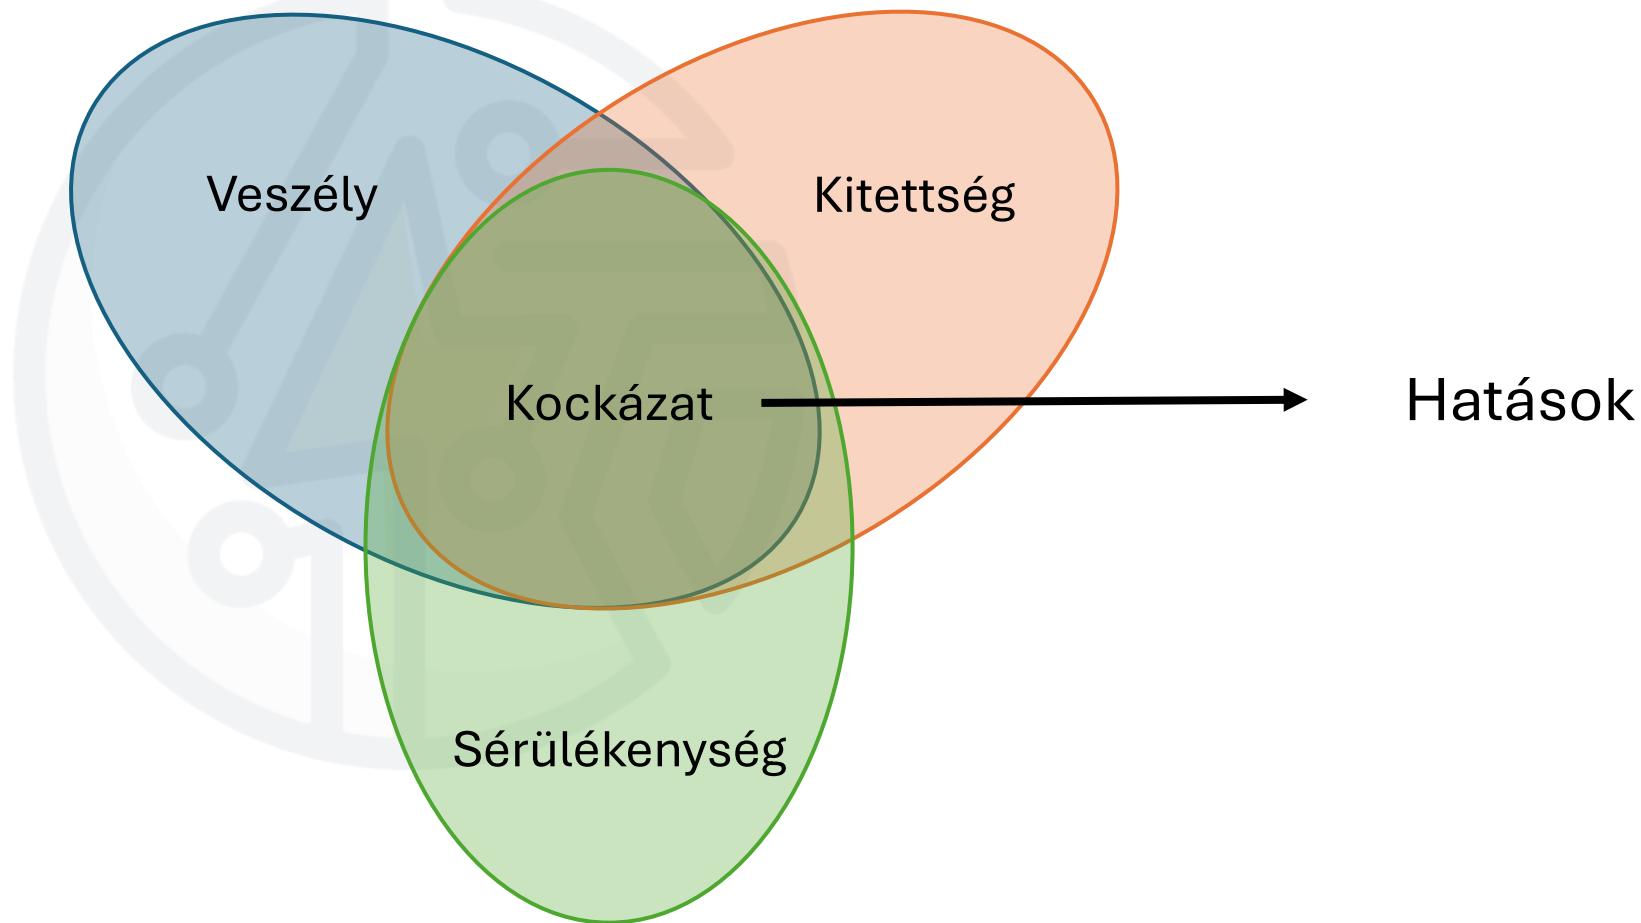 Veszély
Kitettség
Kockázat
Hatások
Sérülékenység